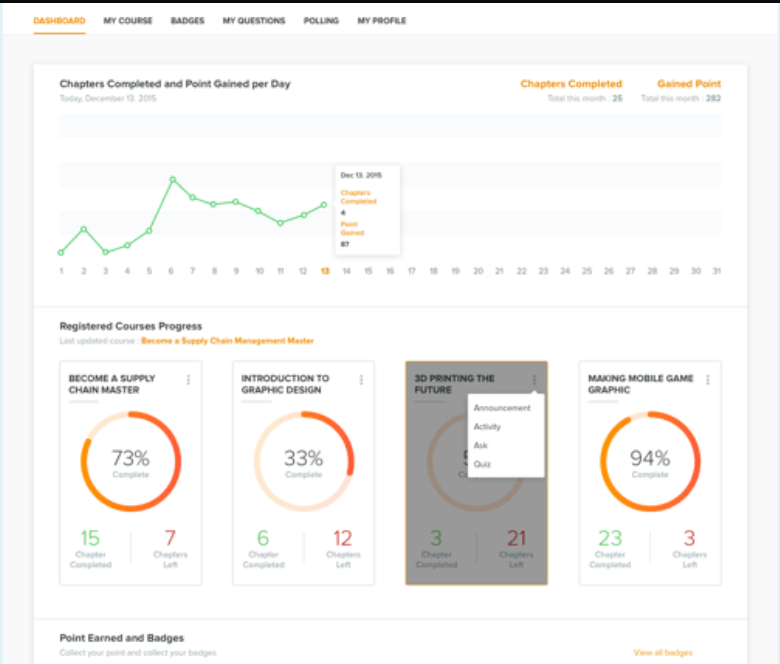 DASHBOARD MY COURSE BADGES MY QUESTIONS POLLING MY PROFILE
Chapters Completed and Point Gained per Day
Today, December 13, 2015
Chapters Completed
Total this month : 25
Gained Point
Total this month : 282
Dec 13, 2015
Chapters
Completed
4
Point
Gained
87
1 2 3 4 5 6 7 8 9 10 11 12 13 14 15 16 17 18 19 20 21 22 23 24 25 26 27 28 29 30 31
Registered Courses Progress
Last updated course : Become a Supply Chain Management Master
BECOME A SUPPLY
CHAIN MASTER
73%
Complete
15
Chapter
Completed
7
Chapters
Left
INTRODUCTION TO
GRAPHIC DESIGN
33%
Complete
6
Chapter
Completed
12
Chapters
Left
3D PRINTING THE
FUTURE
Announcement
Activity
Ask
Quiz
3
Chapter
Completed
21
Chapters
Left
MAKING MOBILE GAME
GRAPHIC
94%
Complete
23
Chapter
Completed
3
Chapters
Left
Point Earned and Badges
Collect your point and collect your badges
View all badges